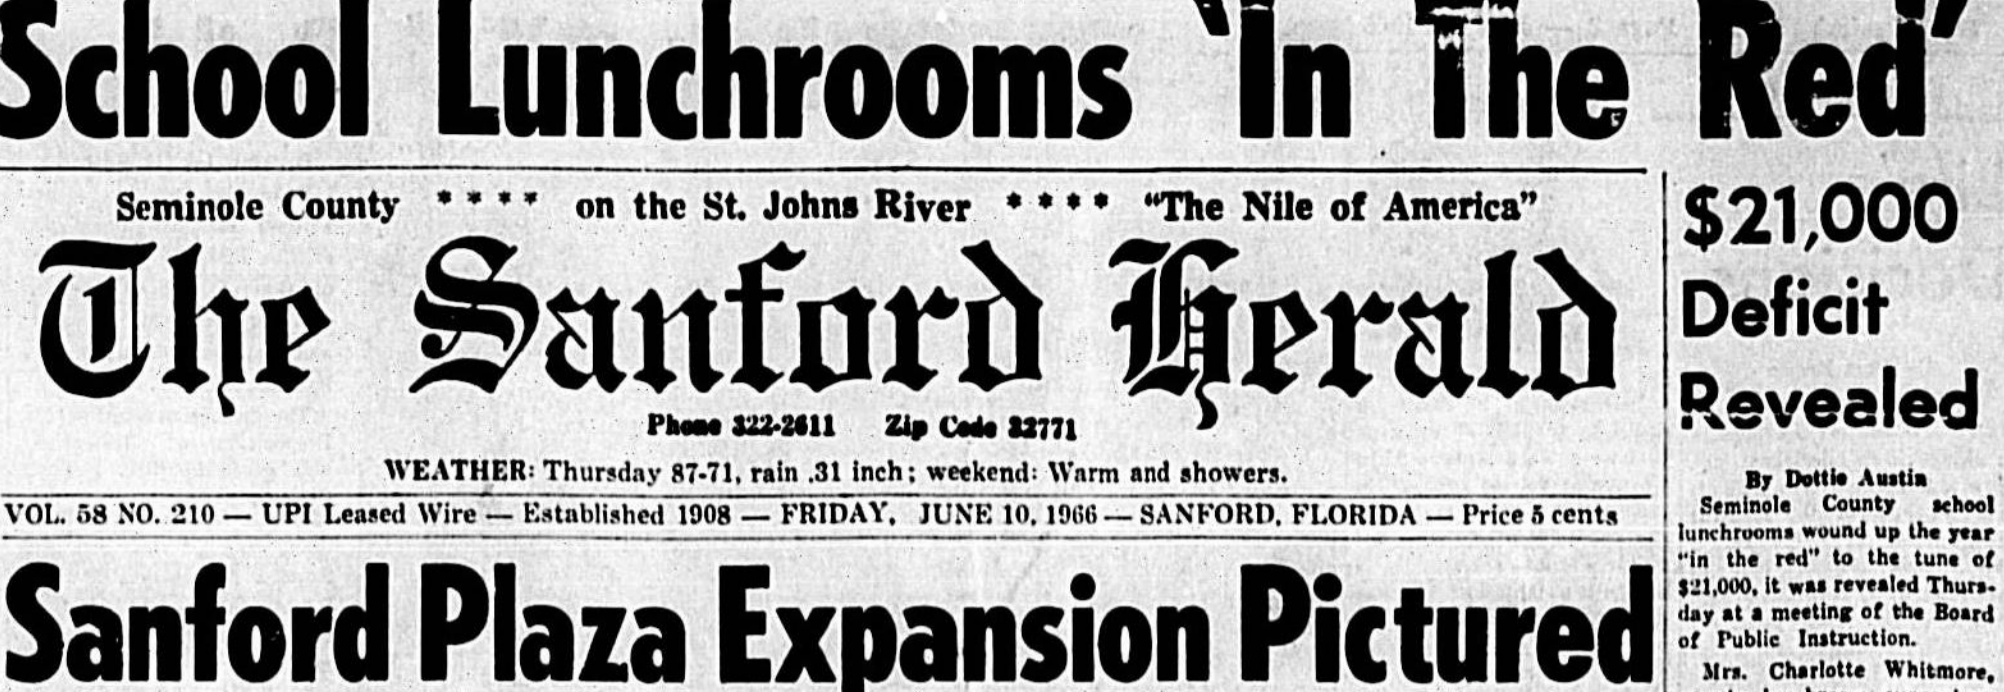 School Lunchrooms 'In The Red'
Seminole County * * * * on the St. Johns River * * * * "The Nile of America"
The Sanford Herald
Phone 322-2611 Zip Code 32771
WEATHER: Thursday 87-71, rain .31 inch; weekend: Warm and showers.
VOL. 58 NO. 210 — UPI Leased Wire — Established 1908 — FRIDAY, JUNE 10, 1966 — SANFORD, FLORIDA — Price 5 cents
Sanford Plaza Expansion Pictured
$21,000
Deficit
Revealed
By Dottie Austin
Seminole County school
lunchrooms wound up the year
"in the red" to the tune of
$21,000, it was revealed Thurs-
day at a meeting of the Board
of Public Instruction.
Mrs. Charlotte Whitmore,